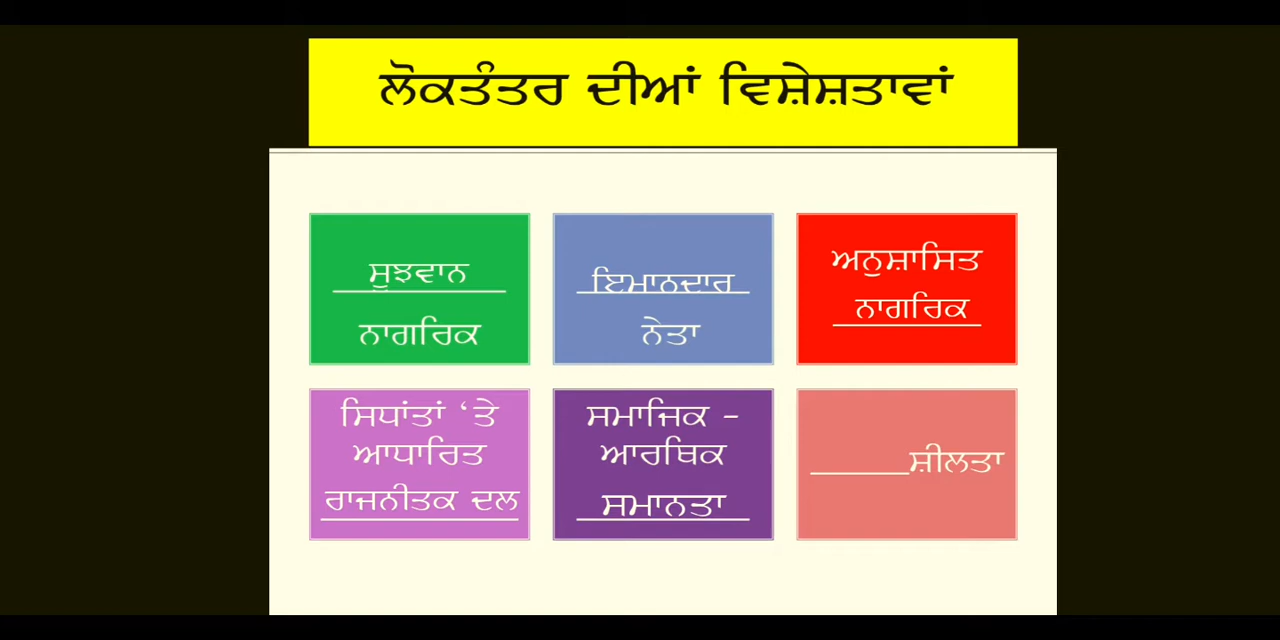 ਲੋਕਤੰਤਰ ਦੀਆਂ ਵਿਸ਼ੇਸ਼ਤਾਵਾਂ
ਸੂਝਵਾਨ
ਨਾਗਰਿਕ
ਇਮਾਨਦਾਰ
ਨੇਤਾ
ਅਨੁਸ਼ਾਸਿਤ
ਨਾਗਰਿਕ
ਸਿਧਾਂਤਾਂ ‘ਤੇ
ਆਧਾਰਿਤ
ਰਾਜਨੀਤਕ ਦਲ
ਸਮਾਜਿਕ –
ਆਰਥਿਕ
ਸਮਾਨਤਾ
______ਸ਼ੀਲਤਾ